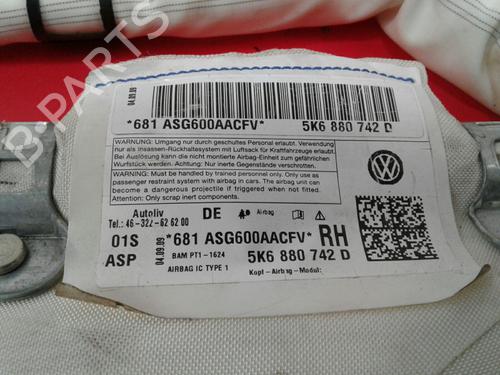 B-PARTS
04.09.09
*681 ASG600AACFV*
5K6 880 742 D
WARNUNG: Umgang nur durch geschultes Personal erlaubt. Verwendung
nur als Insassen-Rückhaltesystem mit Luftsack für Kraftfahrzeuge erlaubt.
Bei Auslösung kann die nicht montierte Airbag-Einheit zum gefährlichen
Wurfstück werden. Achtung: Nur inerte Gegenstände verschrotten.
WARNING: Must be handled by trained personnel only. Only use as
passenger restraint system with airbag in cars. The airbag unit can
become a dangerous projectile if triggered when not fitted.
Attention: Only scrap inert components.
Autoliv
Tel.: 46-322-62 62 00
DE
Airbag
01S
ASP
04.09.09
*681 ASG600AACFV*
RH
BAM PT1-1624
5K6 880 742 D
AIRBAG IC TYPE 1
Kopf-Airbag-Modul: